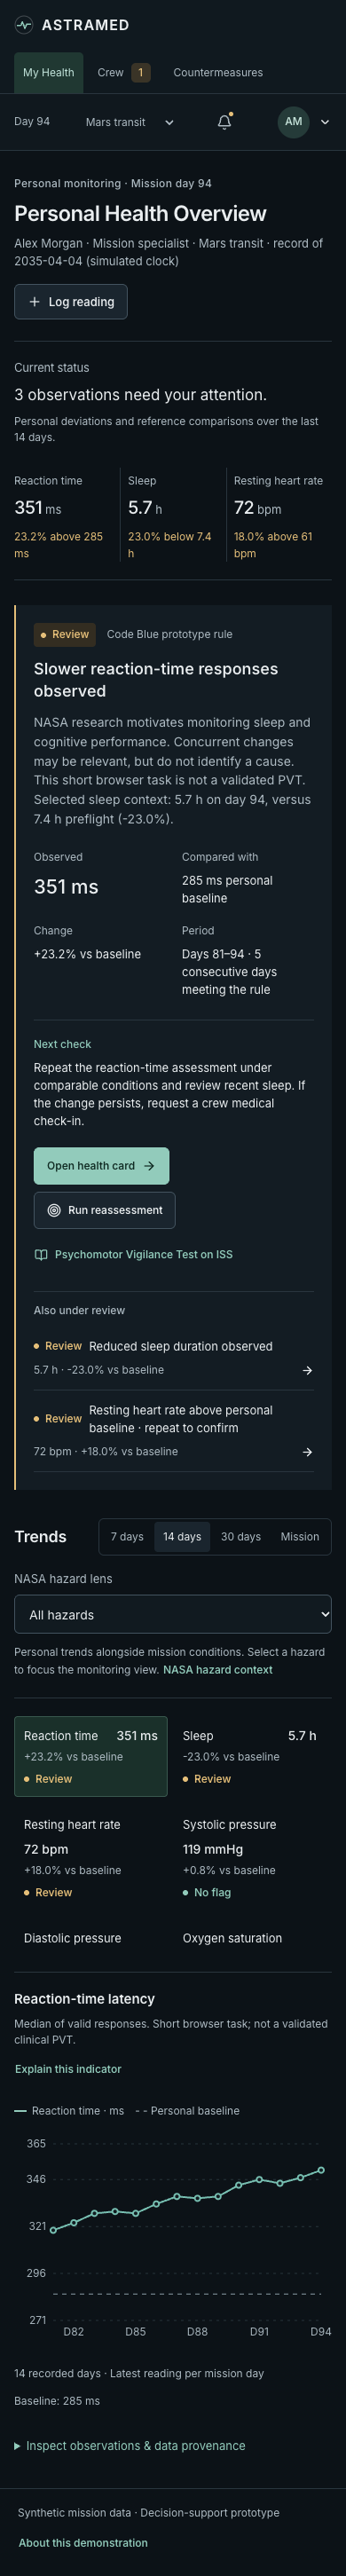 ASTRAMED
My Health
Crew 1
Countermeasures
Day 94
Mars transit
AM
Personal monitoring · Mission day 94
Personal Health Overview
Alex Morgan · Mission specialist · Mars transit · record of
2035-04-04 (simulated clock)
+ Log reading
Current status
3 observations need your attention.
Personal deviations and reference comparisons over the last
14 days.
Reaction time
351 ms
23.2% above 285
ms
Sleep
5.7 h
23.0% below 7.4
h
Resting heart rate
72 bpm
18.0% above 61
bpm
Review Code Blue prototype rule
Slower reaction-time responses
observed
NASA research motivates monitoring sleep and
cognitive performance. Concurrent changes
may be relevant, but do not identify a cause.
This short browser task is not a validated PVT.
Selected sleep context: 5.7 h on day 94, versus
7.4 h preflight (-23.0%).
Observed
351 ms
Compared with
285 ms personal
baseline
Change
+23.2% vs baseline
Period
Days 81–94 · 5
consecutive days
meeting the rule
Next check
Repeat the reaction-time assessment under
comparable conditions and review recent sleep. If
the change persists, request a crew medical
check-in.
Open health card →
Run reassessment
Psychomotor Vigilance Test on ISS
Also under review
Review Reduced sleep duration observed
5.7 h · -23.0% vs baseline →
Review Resting heart rate above personal
baseline · repeat to confirm
72 bpm · +18.0% vs baseline →
Trends
7 days
14 days
30 days
Mission
NASA hazard lens
All hazards
Personal trends alongside mission conditions. Select a hazard
to focus the monitoring view. NASA hazard context
Reaction time 351 ms
+23.2% vs baseline
Review
Sleep 5.7 h
-23.0% vs baseline
Review
Resting heart rate
72 bpm
+18.0% vs baseline
Review
Systolic pressure
119 mmHg
+0.8% vs baseline
No flag
Diastolic pressure
Oxygen saturation
Reaction-time latency
Median of valid responses. Short browser task; not a validated
clinical PVT.
Explain this indicator
Reaction time · ms - - Personal baseline
365
346
321
296
271
D82 D85 D88 D91 D94
14 recorded days · Latest reading per mission day
Baseline: 285 ms
▶ Inspect observations & data provenance
Synthetic mission data · Decision-support prototype
About this demonstration